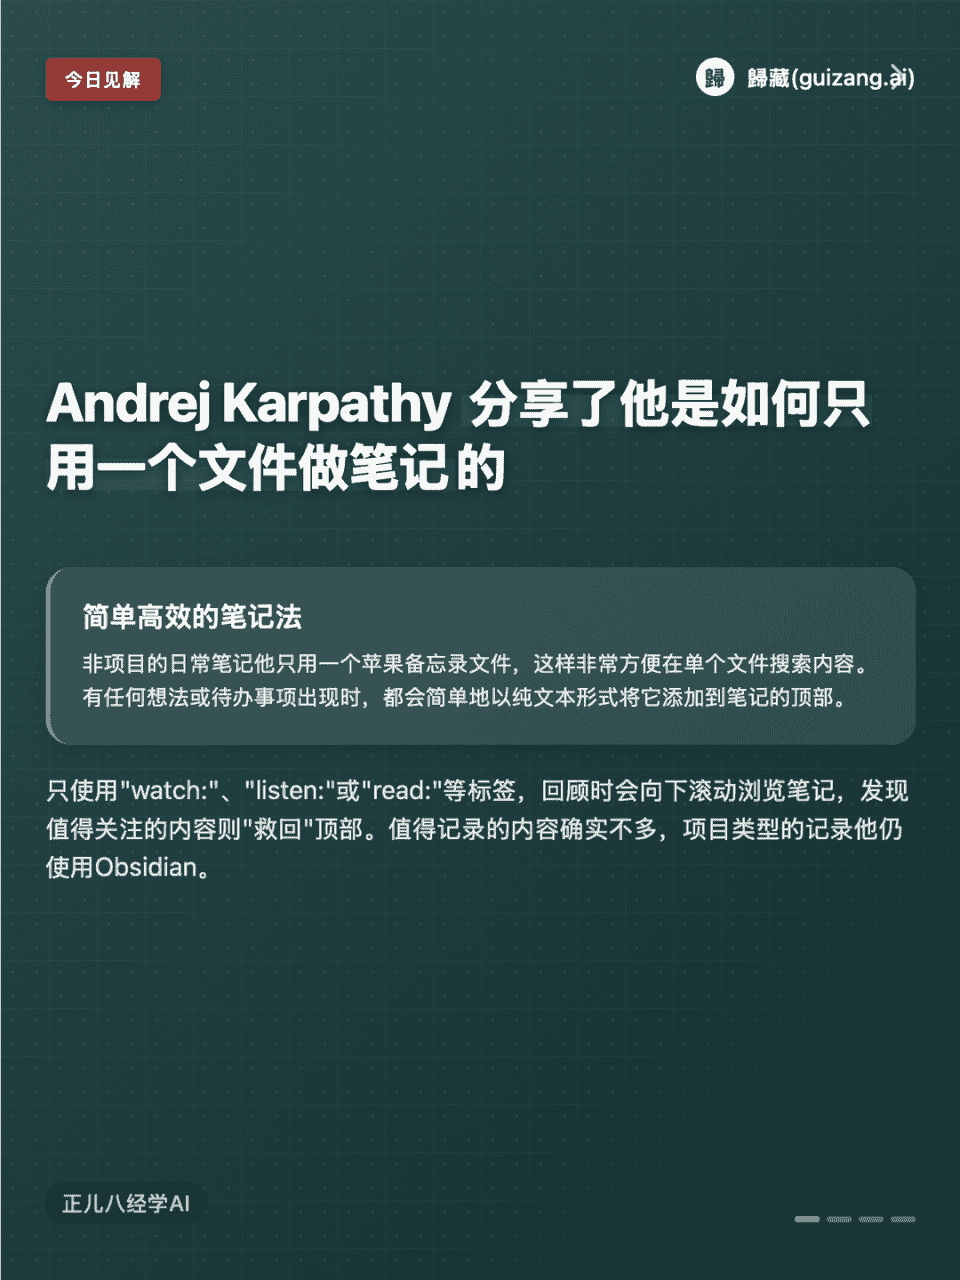 今日见解
歸 歸藏(guizang.ai)
Andrej Karpathy 分享了他是如何只
用一个文件做笔记的
简单高效的笔记法
非项目的日常笔记他只用一个苹果备忘录文件，这样非常方便在单个文件搜索内容。
有任何想法或待办事项出现时，都会简单地以纯文本形式将它添加到笔记的顶部。
只使用"watch:"、"listen:"或"read:"等标签，回顾时会向下滚动浏览笔记，发现
值得关注的内容则"救回"顶部。值得记录的内容确实不多，项目类型的记录他仍
使用Obsidian。
正儿八经学AI